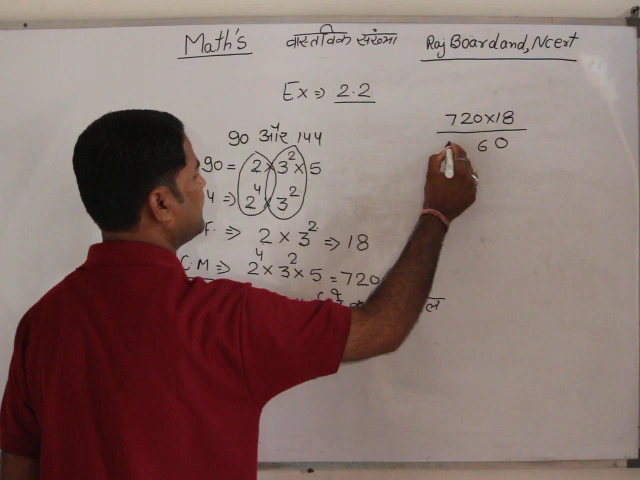 Math's वास्तविक संख्या Raj Board and, Ncert
Ex ⇒ 2.2
720×18
60
90 और 144
90 = 2×3²×5
4 ⇒ 2⁴×3²
F. ⇒ 2×3² ⇒ 18
C.M ⇒ 2⁴×3²×5 = 720